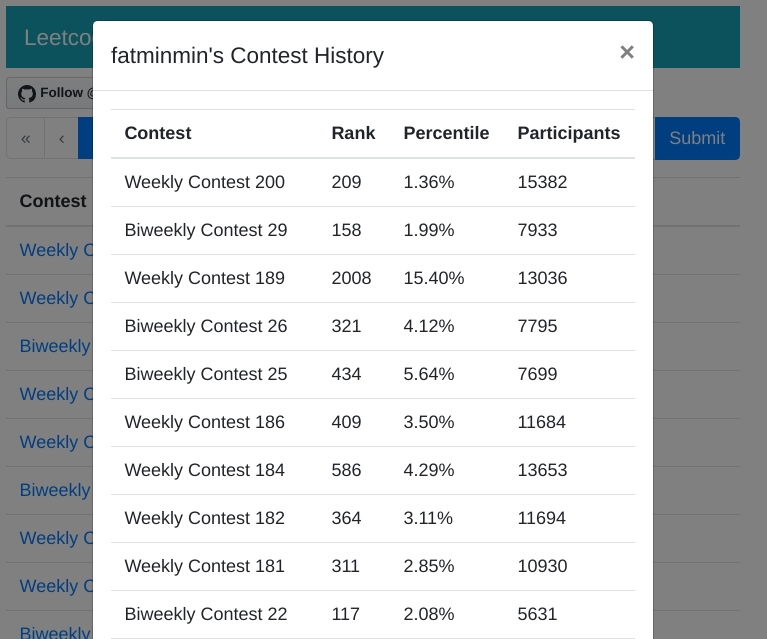 Leetco
fatminmin's Contest History ×
Follow @
« ‹ Submit
Contest Rank Percentile Participants
Weekly Contest 200 209 1.36% 15382
Contest
Biweekly Contest 29 158 1.99% 7933
Weekly C
Weekly Contest 189 2008 15.40% 13036
Weekly C
Biweekly Contest 26 321 4.12% 7795
Biweekly
Biweekly Contest 25 434 5.64% 7699
Weekly C
Weekly Contest 186 409 3.50% 11684
Weekly C
Weekly Contest 184 586 4.29% 13653
Biweekly
Weekly Contest 182 364 3.11% 11694
Weekly C
Weekly Contest 181 311 2.85% 10930
Weekly C
Biweekly Contest 22 117 2.08% 5631
Biweekly